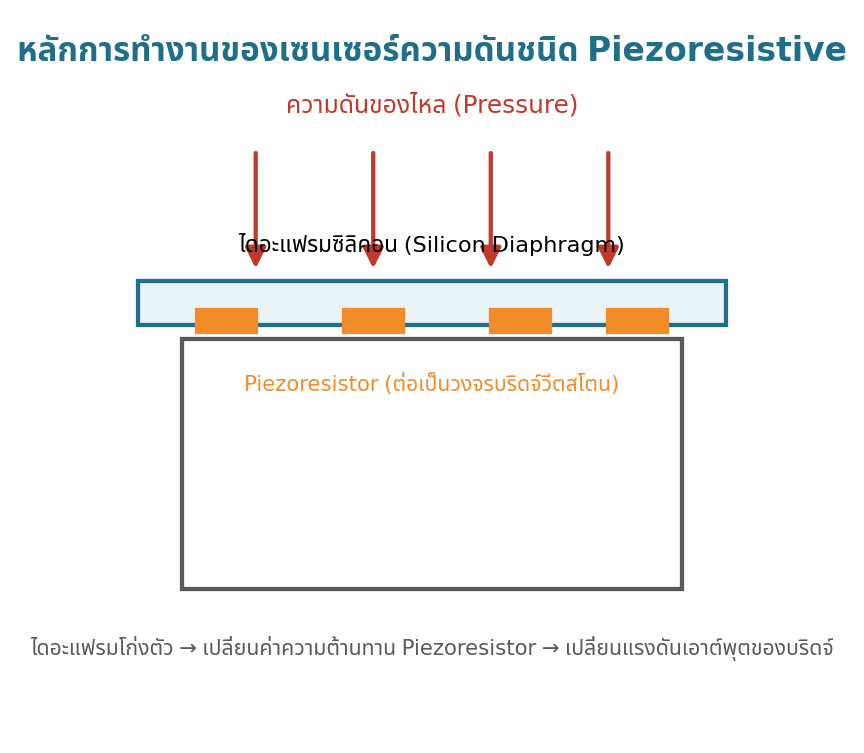 หลักการทำงานของเซนเซอร์ความดันชนิด Piezoresistive
ความดันของไหล (Pressure)
ไดอะแฟรมซิลิคอน (Silicon Diaphragm)
Piezoresistor (ต่อเป็นวงจรบริดจ์วีตสโตน)
ไดอะแฟรมโก่งตัว → เปลี่ยนค่าความต้านทาน Piezoresistor → เปลี่ยนแรงดันเอาต์พุตของบริดจ์